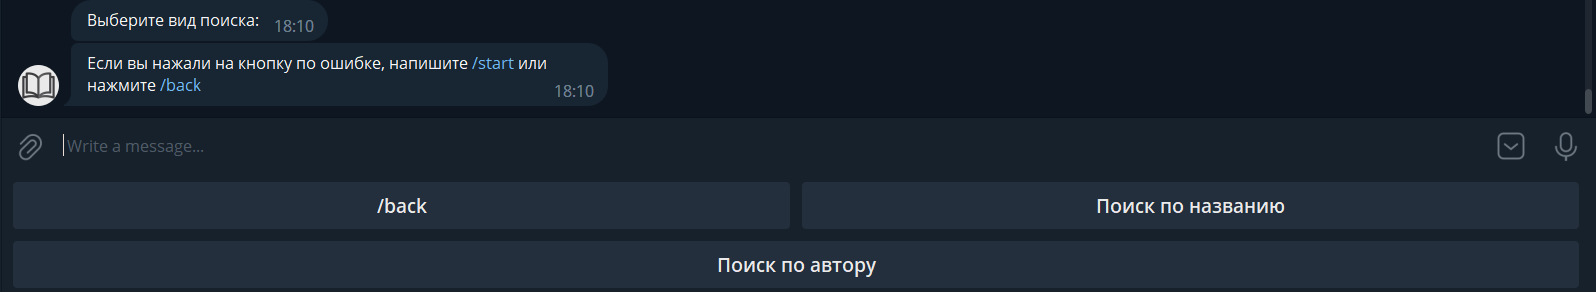 Выберите вид поиска:
18:10
Если вы нажали на кнопку по ошибке, напишите /start или
нажмите /back
18:10
Write a message...
/back
Поиск по названию
Поиск по автору